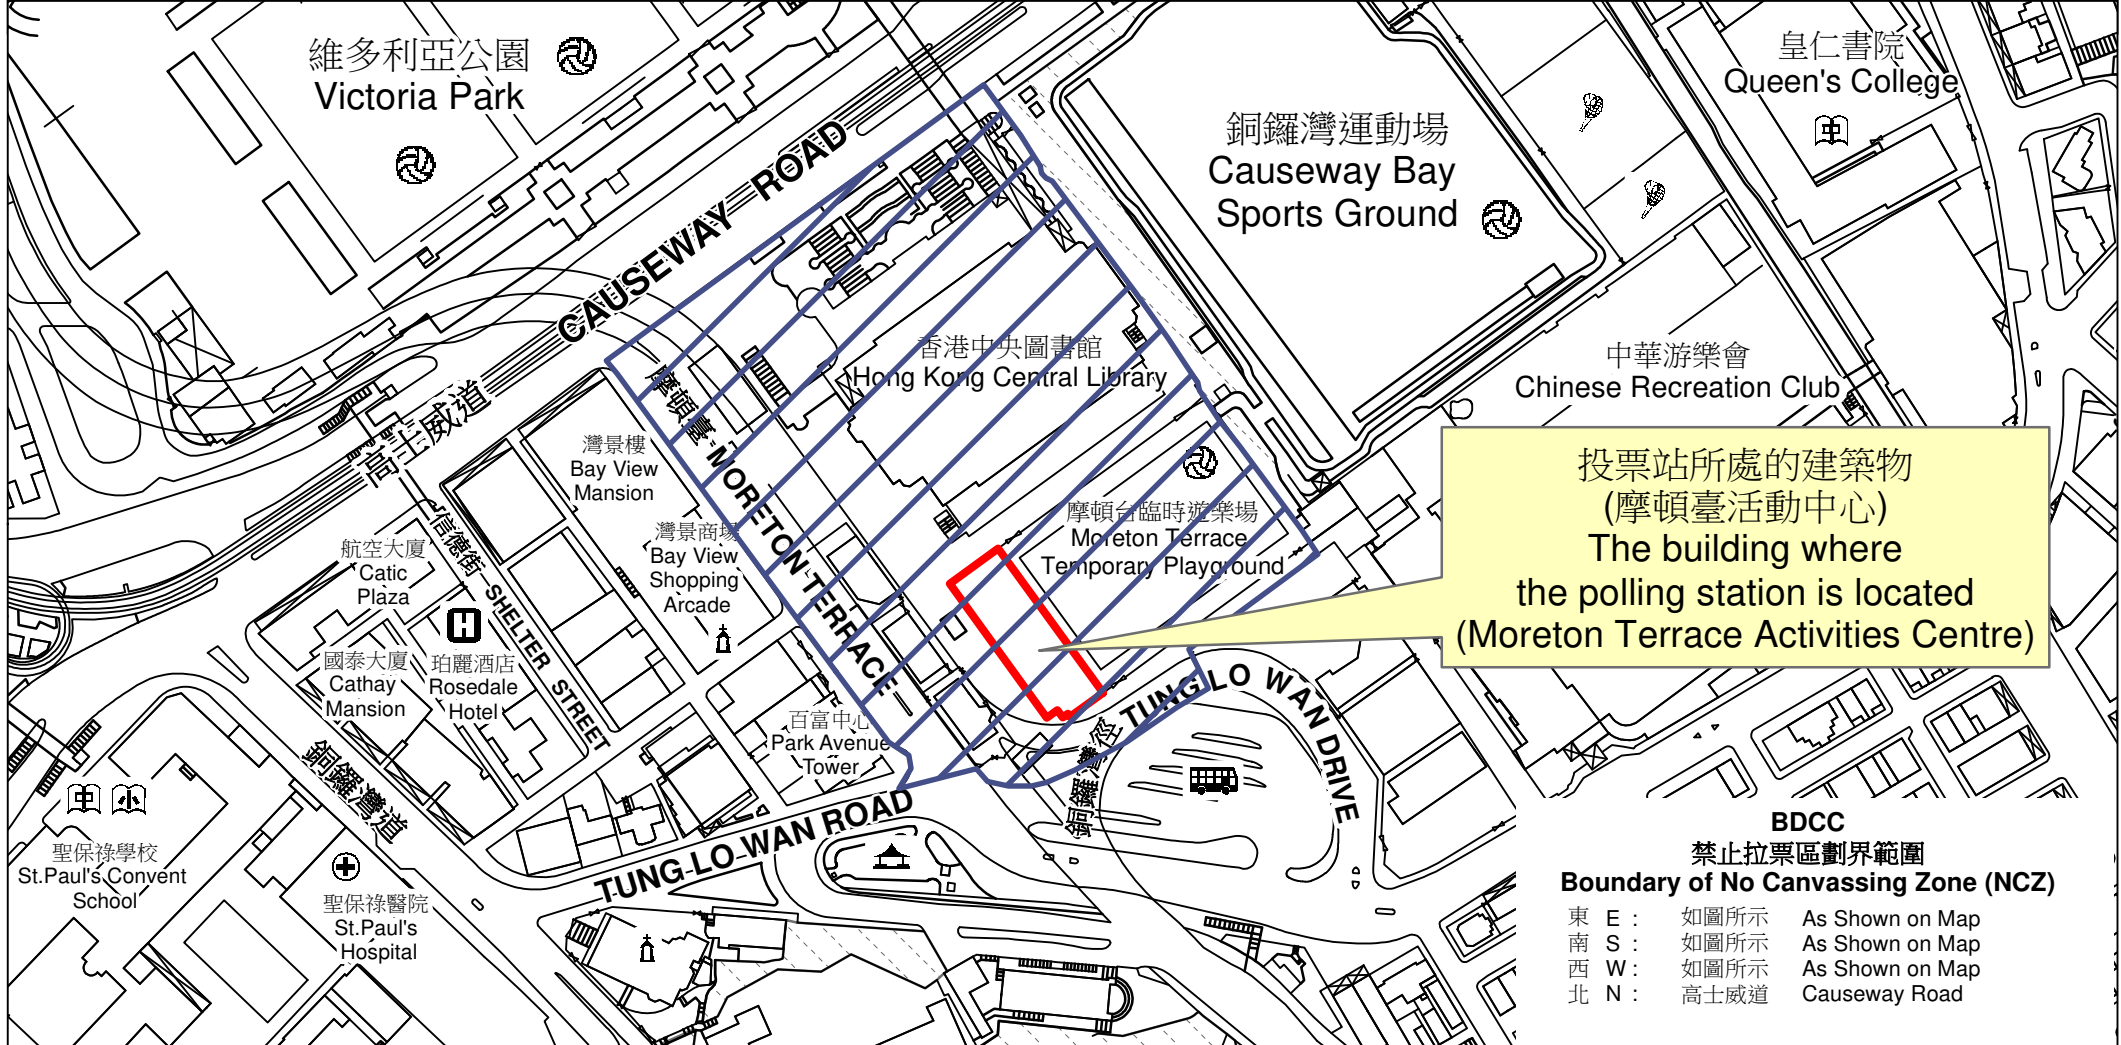 維多利亞公園
Victoria Park
皇仁書院
Queen's College
中
銅鑼灣運動場
Causeway Bay
Sports Ground
CAUSEWAY ROAD
高士威道
香港中央圖書館
Hong Kong Central Library
中華游樂會
Chinese Recreation Club
摩頓臺 MORETON TERRACE
灣景樓
Bay View
Mansion
灣景商場
Bay View
Shopping
Arcade
摩頓台臨時遊樂場
Moreton Terrace
Temporary Playground
投票站所處的建築物
(摩頓臺活動中心)
The building where
the polling station is located
(Moreton Terrace Activities Centre)
航空大廈
Catic
Plaza
信德街 SHELTER STREET
H
國泰大廈
Cathay
Mansion
珀麗酒店
Rosedale
Hotel
百富中心
Park Avenue
Tower
銅鑼灣徑 TUNG LO WAN DRIVE
銅鑼灣道
TUNG LO WAN ROAD
中 小
聖保祿學校
St.Paul's Convent
School
聖保祿醫院
St.Paul's
Hospital
BDCC
禁止拉票區劃界範圍
Boundary of No Canvassing Zone (NCZ)
東 E : 如圖所示 As Shown on Map
南 S : 如圖所示 As Shown on Map
西 W : 如圖所示 As Shown on Map
北 N : 高士威道 Causeway Road